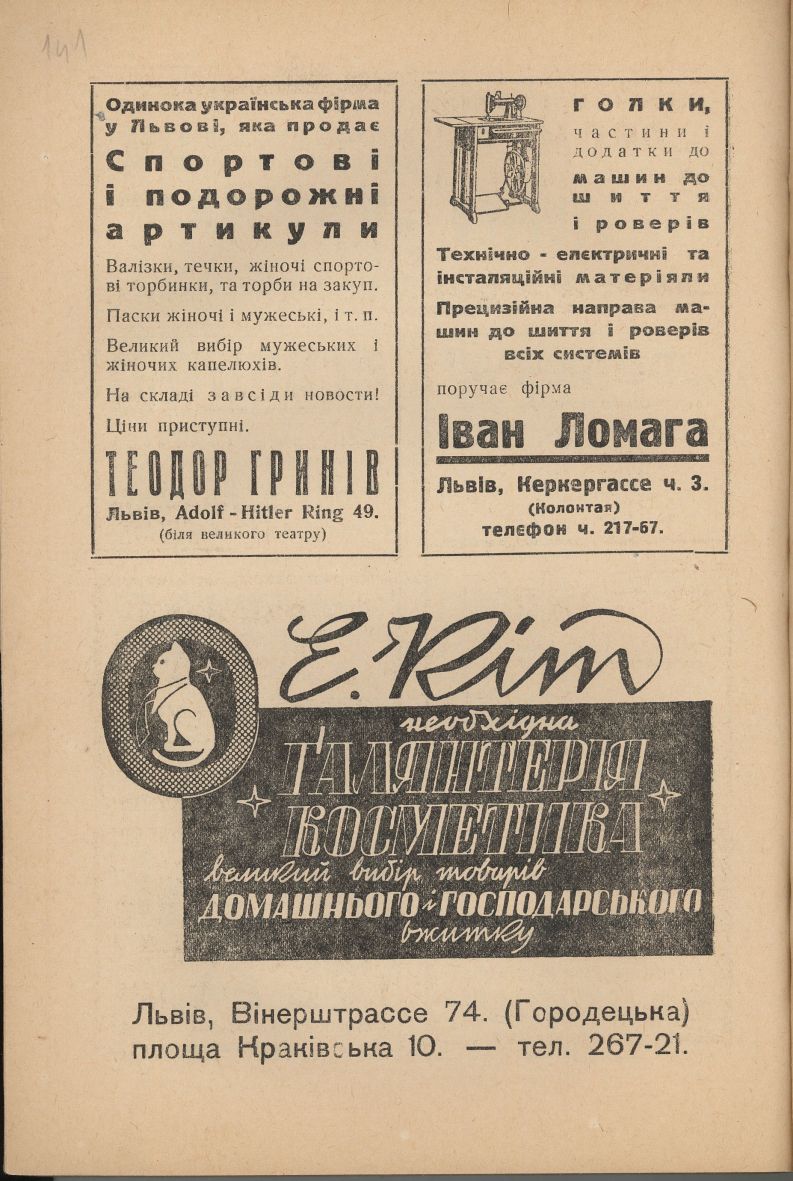 141
Одинока українська фірма
у Львові, яка продає
Спортові
і подорожні
артикули
Валізки, течки, жіночі спорто-
ві торбинки, та торби на закуп.
Паски жіночі і мужеські, і т. п.
Великий вибір мужеських і
жіночих капелюхів.
На складі завсіди новости!
Ціни приступні.
ТЕОДОР ГРИНІВ
Львів, Adolf-Hitler Ring 49.
(біля великого театру)
ГОЛКИ,
частини і
додатки до
машин до
шиття
і роверів
Технічно - електричні та
інсталяційні матеріяли
Прецизійна направа ма-
шин до шиття і роверів
всіх системів
поручає фірма
Іван Ломага
Львів, Керкергассе ч. 3.
(Колонтая)
телєфон ч. 217-67.
Е. Кіт
необхідна
ҐАЛЯНТЕРІЯ
КОСМЕТИКА
великий вибір товарів
ДОМАШНЬОГО і ГОСПОДАРСЬКОГО
вжитку
Львів, Вінерштрассе 74. (Городецька)
площа Краківська 10. — тел. 267-21.